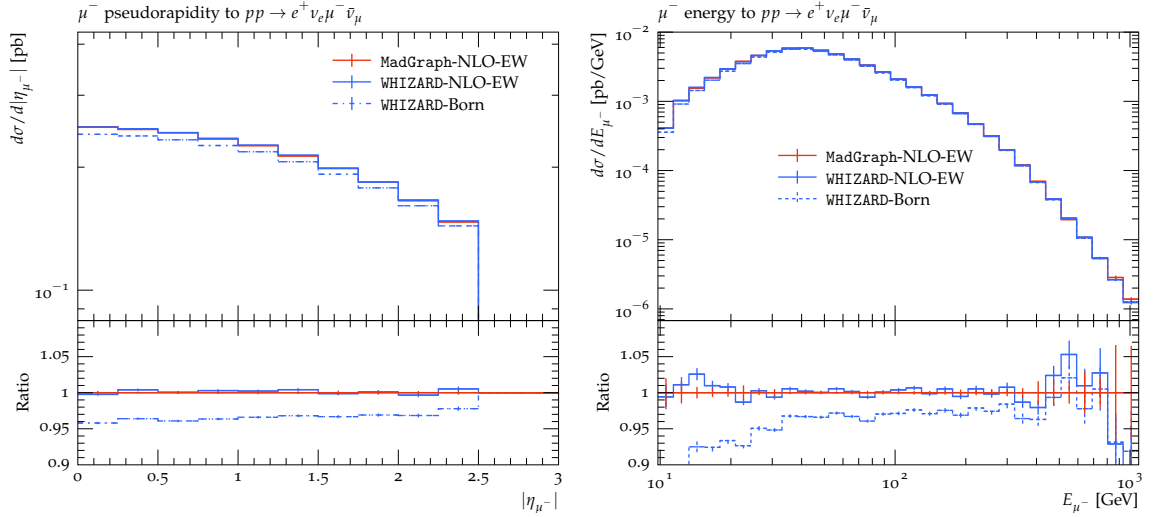 μ⁻ pseudorapidity to pp → e⁺ νₑ μ⁻ ν̄_μ
dσ/d|η_μ⁻| [pb]
MadGraph-NLO-EW
WHIZARD-NLO-EW
WHIZARD-Born
10⁻¹
Ratio
1.05
1
0.95
0.9
0 0.5 1 1.5 2 2.5 3
|η_μ⁻|
μ⁻ energy to pp → e⁺ νₑ μ⁻ ν̄_μ
dσ/dE_μ⁻ [pb/GeV]
10⁻²
10⁻³
10⁻⁴
10⁻⁵
10⁻⁶
MadGraph-NLO-EW
WHIZARD-NLO-EW
WHIZARD-Born
Ratio
1.05
1
0.95
0.9
10¹ 10² 10³
E_μ⁻ [GeV]